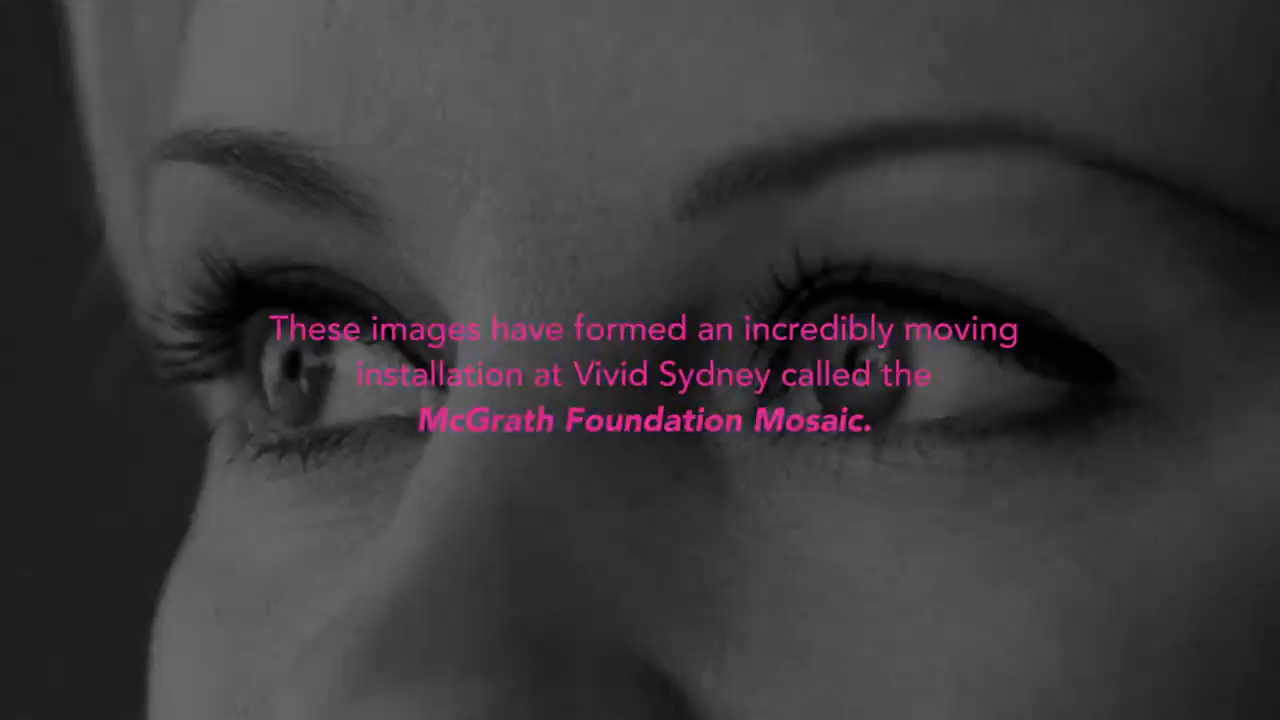 These images have formed an incredibly moving
installation at Vivid Sydney called the
McGrath Foundation Mosaic.